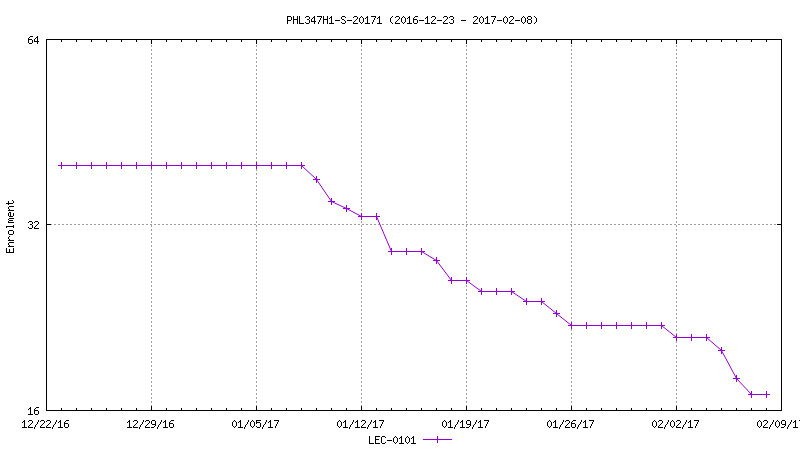 PHL347H1-S-20171 (2016-12-23 - 2017-02-08)
64
32
16
Enrolment
12/22/16 12/29/16 01/05/17 01/12/17 01/19/17 01/26/17 02/02/17 02/09/1
LEC-0101